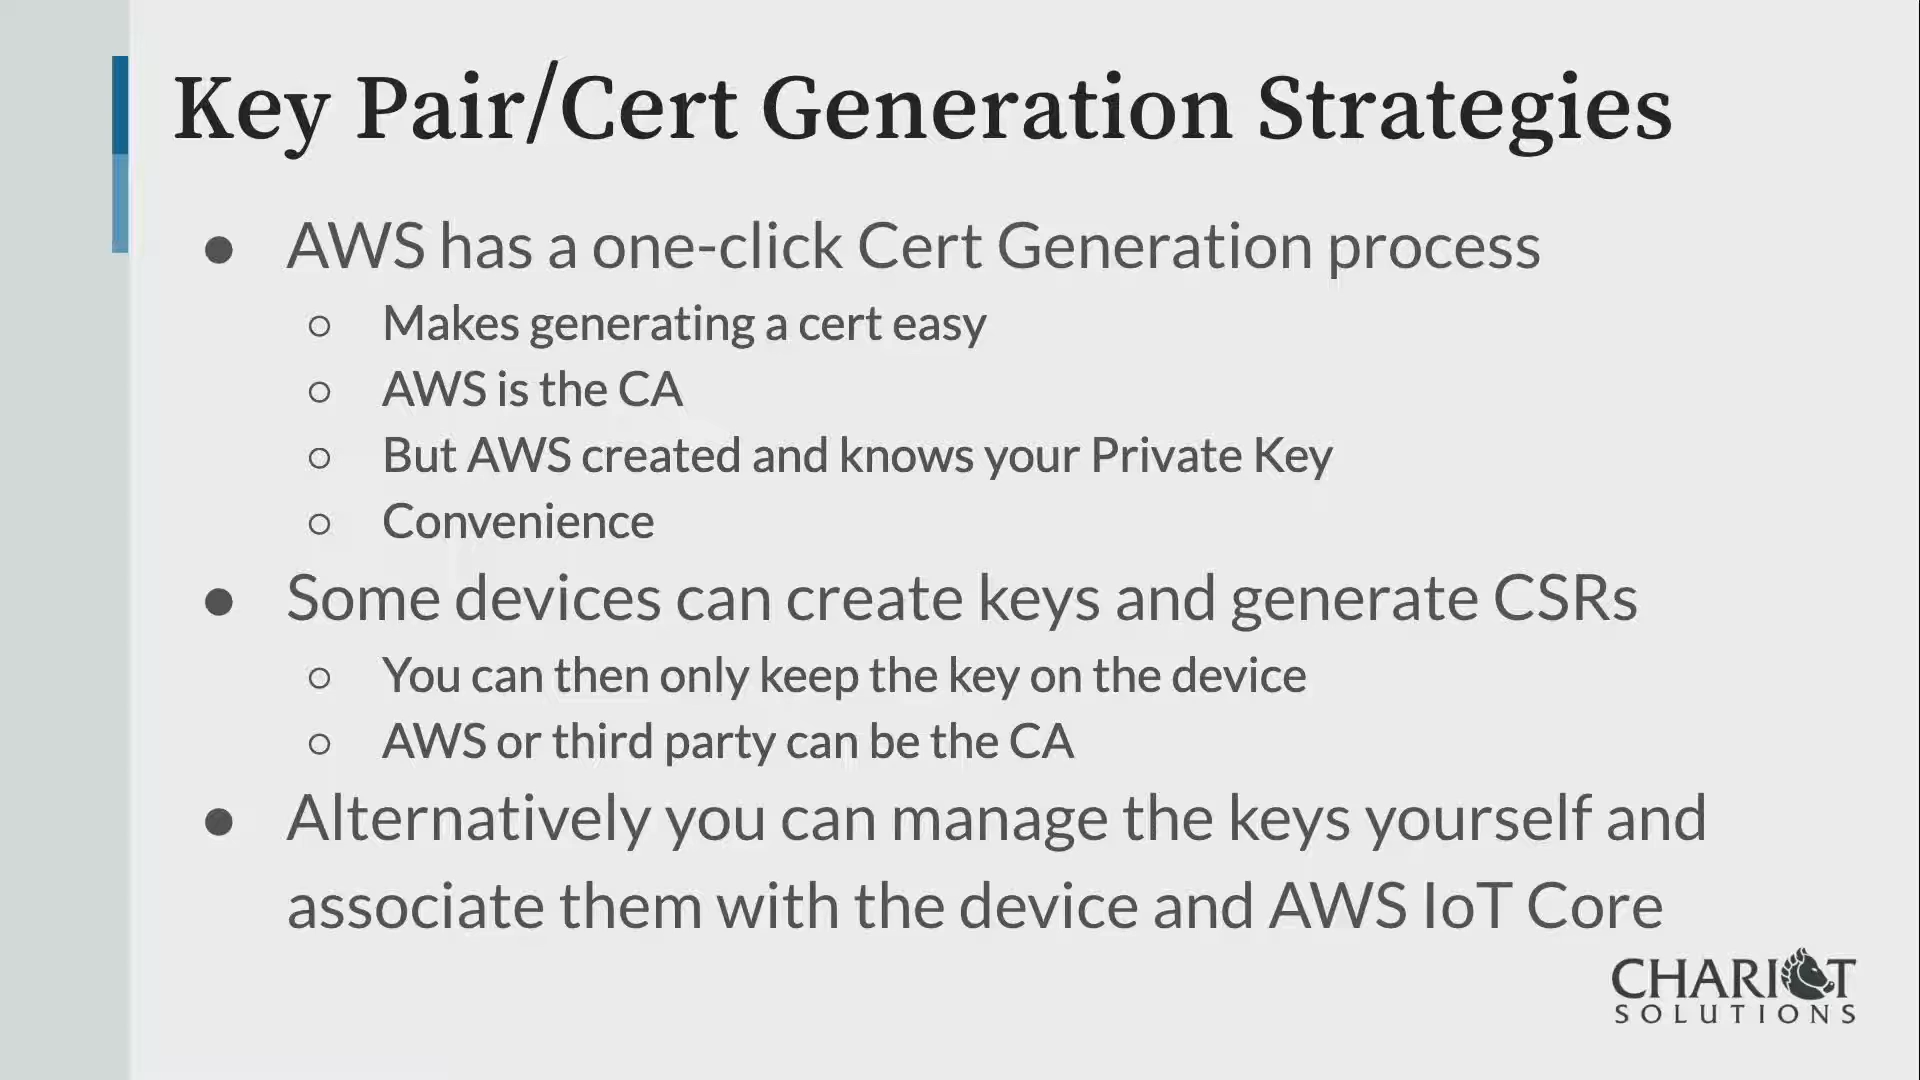 Key Pair/Cert Generation Strategies
● AWS has a one-click Cert Generation process
○ Makes generating a cert easy
○ AWS is the CA
○ But AWS created and knows your Private Key
○ Convenience
● Some devices can create keys and generate CSRs
○ You can then only keep the key on the device
○ AWS or third party can be the CA
● Alternatively you can manage the keys yourself and
associate them with the device and AWS IoT Core
CHARIOT
SOLUTIONS